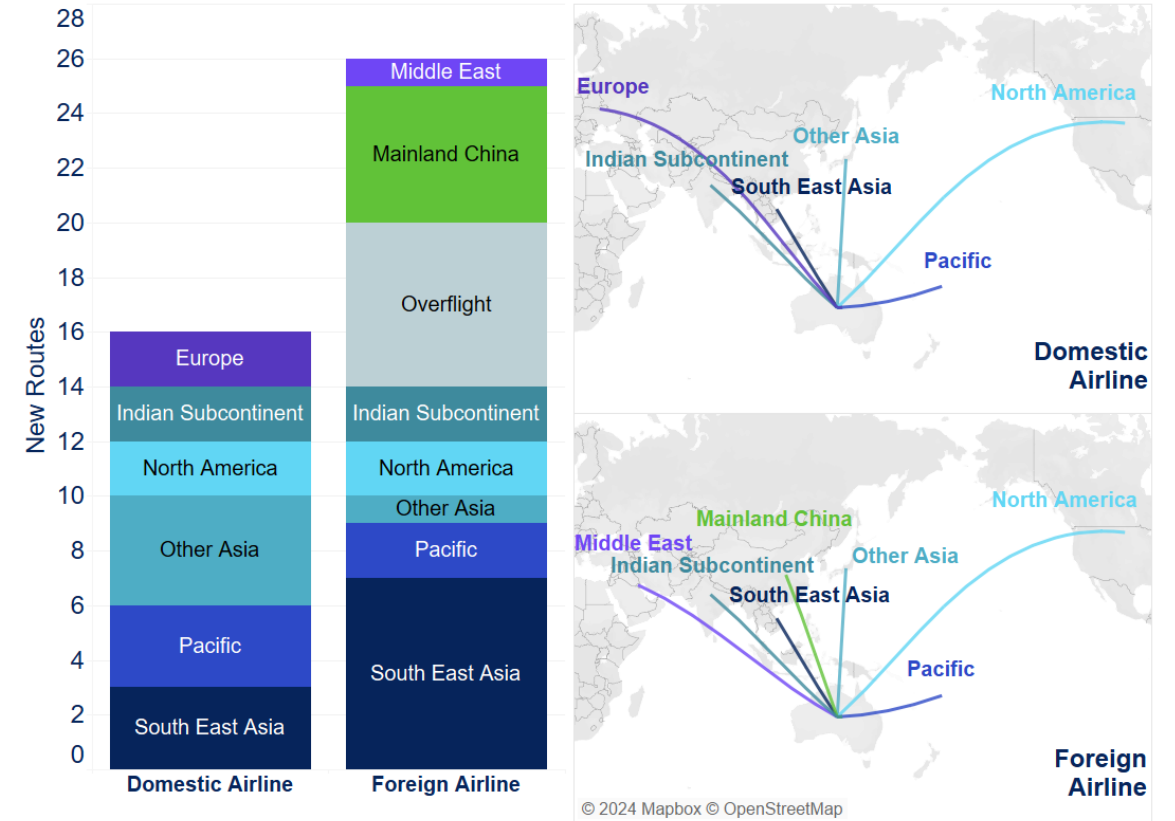 New Routes
28
26
24
22
20
18
16
14
12
10
8
6
4
2
0
Europe
Indian Subcontinent
North America
Other Asia
Pacific
South East Asia
Domestic Airline
Middle East
Mainland China
Overflight
Indian Subcontinent
North America
Other Asia
Pacific
South East Asia
Foreign Airline
Europe
North America
Other Asia
Indian Subcontinent
South East Asia
Pacific
Domestic
Airline
North America
Mainland China
Middle East
Other Asia
Indian Subcontinent
South East Asia
Pacific
Foreign
Airline
© 2024 Mapbox © OpenStreetMap